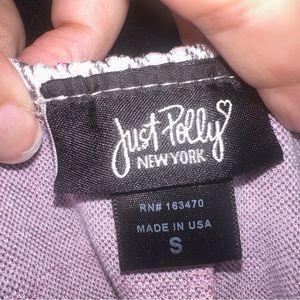 Just Polly
NEW YORK
RN# 163470
MADE IN USA
S